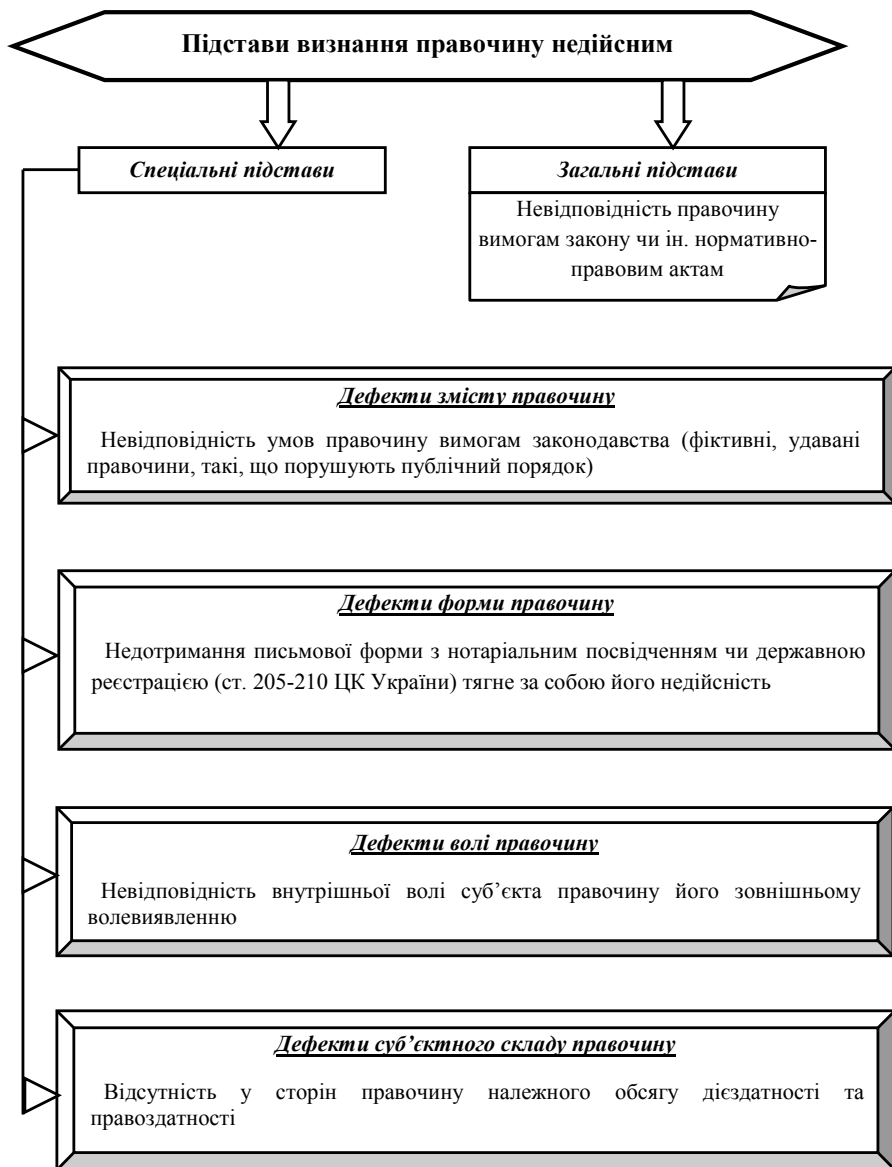 Підстави визнання правочину недійсним
Спеціальні підстави
Загальні підстави
Невідповідність правочину
вимогам закону чи ін. нормативно-
правовим актам
Дефекти змісту правочину
Невідповідність умов правочину вимогам законодавства (фіктивні, удавані
правочини, такі, що порушують публічний порядок)
Дефекти форми правочину
Недотримання письмової форми з нотаріальним посвідченням чи державною
реєстрацією (ст. 205-210 ЦК України) тягне за собою його недійсність
Дефекти волі правочину
Невідповідність внутрішньої волі суб’єкта правочину його зовнішньому
волевиявленню
Дефекти суб’єктного складу правочину
Відсутність у сторін правочину належного обсягу дієздатності та
правоздатності